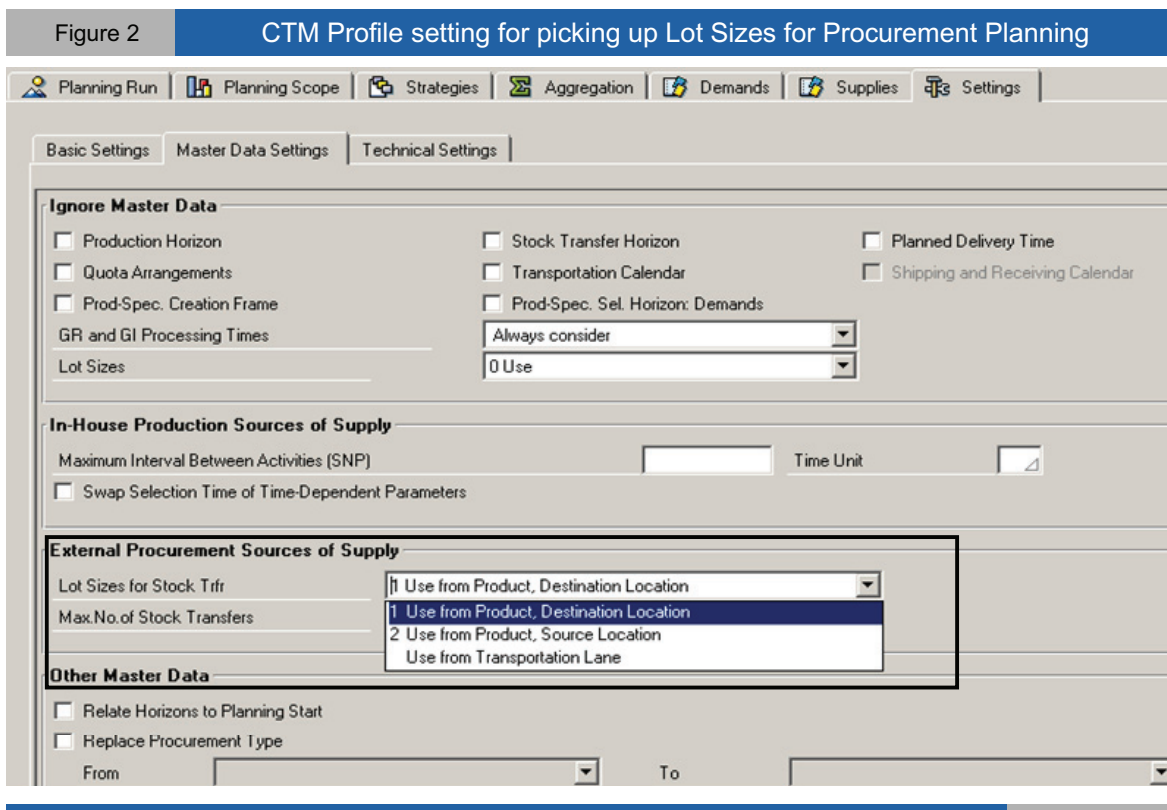 Figure 2 CTM Profile setting for picking up Lot Sizes for Procurement Planning
Planning Run Planning Scope Strategies Aggregation Demands Supplies Settings
Basic Settings Master Data Settings Technical Settings
Ignore Master Data
Production Horizon Stock Transfer Horizon Planned Delivery Time
Quota Arrangements Transportation Calendar Shipping and Receiving Calendar
Prod-Spec. Creation Frame Prod-Spec. Sel. Horizon: Demands
GR and GI Processing Times Always consider
Lot Sizes 0 Use
In-House Production Sources of Supply
Maximum Interval Between Activities (SNP) Time Unit
Swap Selection Time of Time-Dependent Parameters
External Procurement Sources of Supply
Lot Sizes for Stock Trfr 1 Use from Product, Destination Location
Max.No.of Stock Transfers 1 Use from Product, Destination Location
2 Use from Product, Source Location
Use from Transportation Lane
Other Master Data
Relate Horizons to Planning Start
Replace Procurement Type
From To